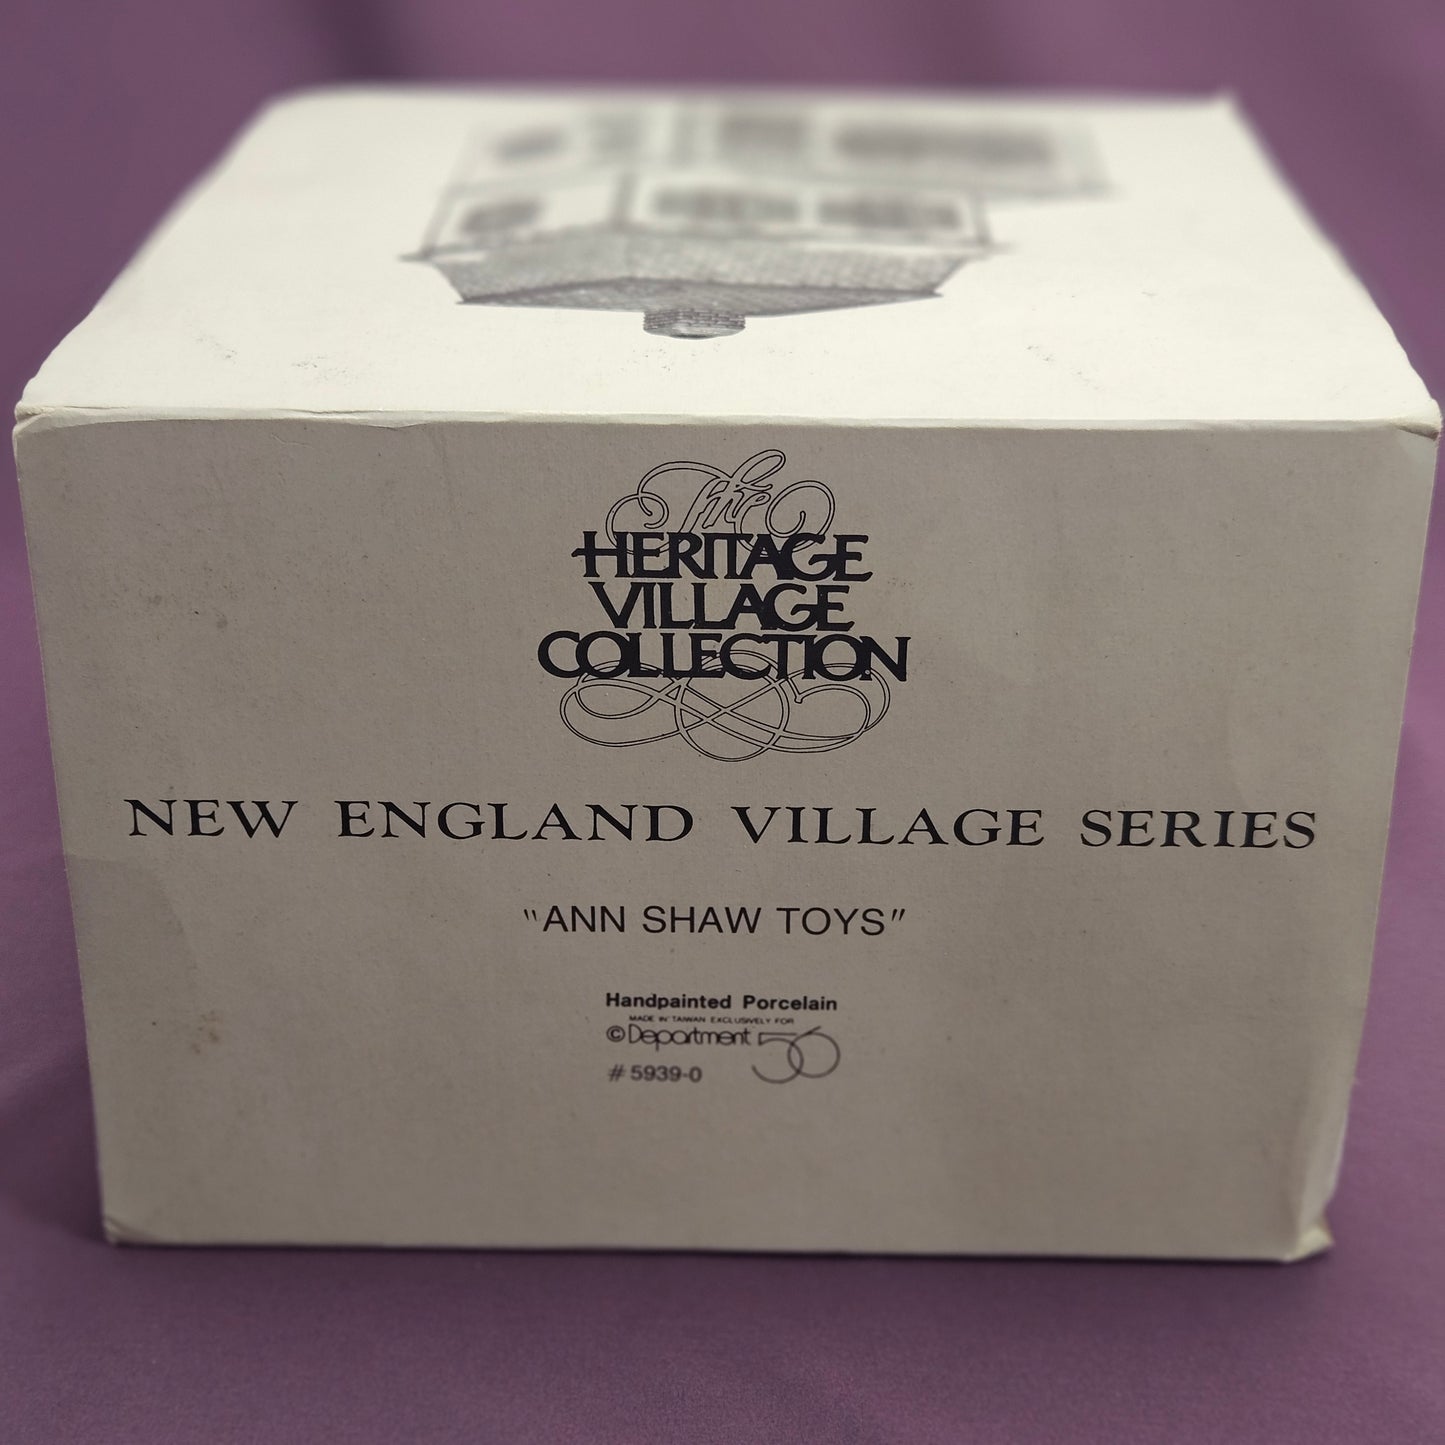 The
HERITAGE
VILLAGE
COLLECTION
NEW ENGLAND VILLAGE SERIES
"ANN SHAW TOYS"
Handpainted Porcelain
MADE IN TAIWAN EXCLUSIVELY FOR
©Department 56
# 5939-0